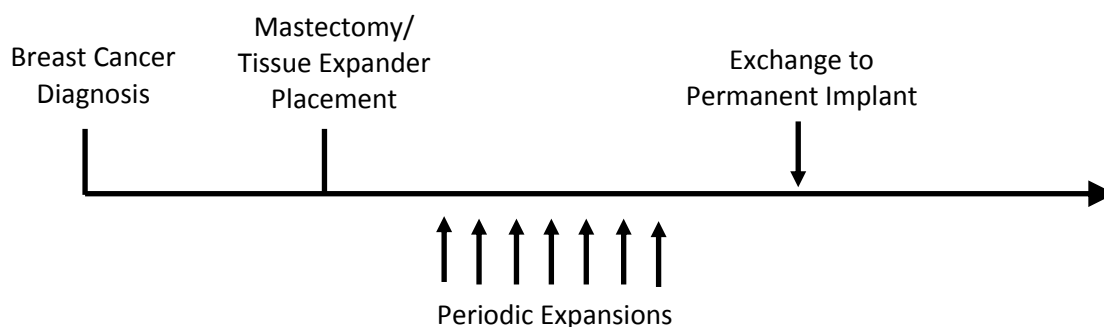 Breast Cancer
Diagnosis
Mastectomy/
Tissue Expander
Placement
Exchange to
Permanent Implant
Periodic Expansions